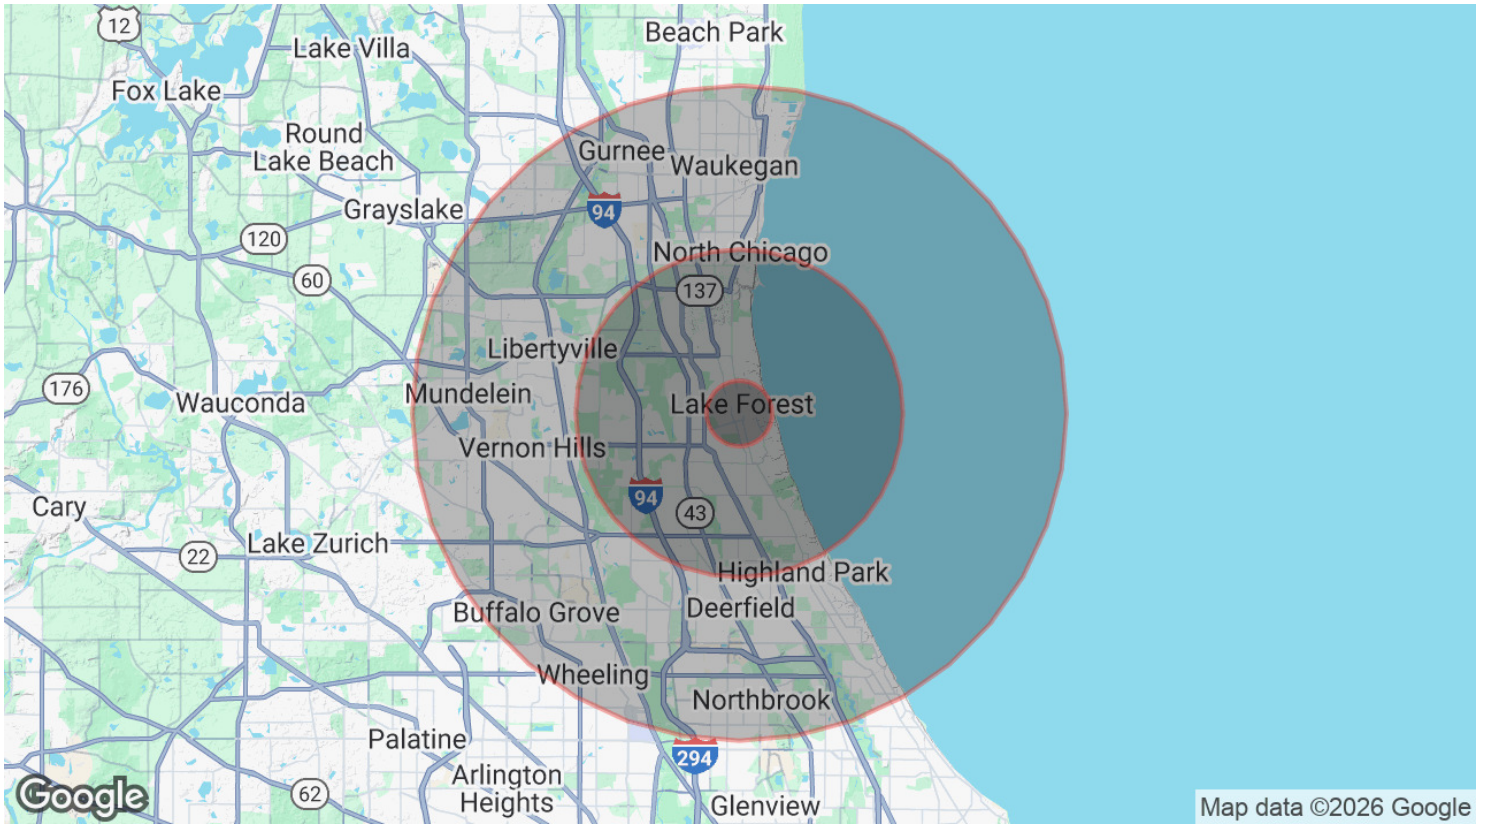 12
Beach Park
Lake Villa
Fox Lake
Round
Lake Beach
Gurnee
Waukegan
Grayslake
94
120
North Chicago
60
137
Libertyville
176
Mundelein
Wauconda
Lake Forest
Vernon Hills
94
Cary
43
Lake Zurich
22
Highland Park
Buffalo Grove
Deerfield
Wheeling
Northbrook
Palatine
294
Arlington
Heights
62
Glenview
Google
Map data ©2026 Google